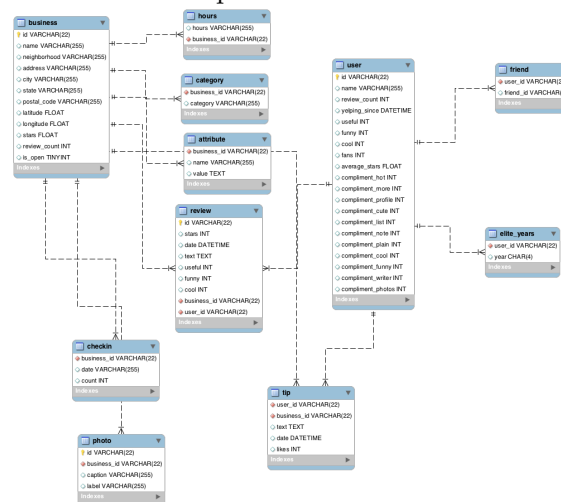 business
id VARCHAR(22)
name VARCHAR(255)
neighborhood VARCHAR(255)
address VARCHAR(255)
city VARCHAR(255)
state VARCHAR(255)
postal_code VARCHAR(255)
latitude FLOAT
longitude FLOAT
stars FLOAT
review_count INT
is_open TINYINT
Indexes
hours
hours VARCHAR(255)
business_id VARCHAR(22)
Indexes
category
business_id VARCHAR(22)
category VARCHAR(255)
Indexes
attribute
business_id VARCHAR(22)
name VARCHAR(255)
value TEXT
Indexes
review
id VARCHAR(22)
stars INT
date DATETIME
text TEXT
useful INT
funny INT
cool INT
business_id VARCHAR(22)
user_id VARCHAR(22)
Indexes
user
id VARCHAR(22)
name VARCHAR(255)
review_count INT
yelping_since DATETIME
useful INT
funny INT
cool INT
fans INT
average_stars FLOAT
compliment_hot INT
compliment_more INT
compliment_profile INT
compliment_cute INT
compliment_list INT
compliment_note INT
compliment_plain INT
compliment_cool INT
compliment_funny INT
compliment_writer INT
compliment_photos INT
Indexes
friend
user_id
friend_id
Indexes
elite_years
user_id VARCHAR(22)
year CHAR(4)
Indexes
checkin
business_id VARCHAR(22)
date VARCHAR(255)
count INT
Indexes
tip
user_id VARCHAR(22)
business_id VARCHAR(22)
text TEXT
date DATETIME
likes INT
Indexes
photo
id VARCHAR(22)
business_id VARCHAR(22)
caption VARCHAR(255)
label VARCHAR(255)
Indexes